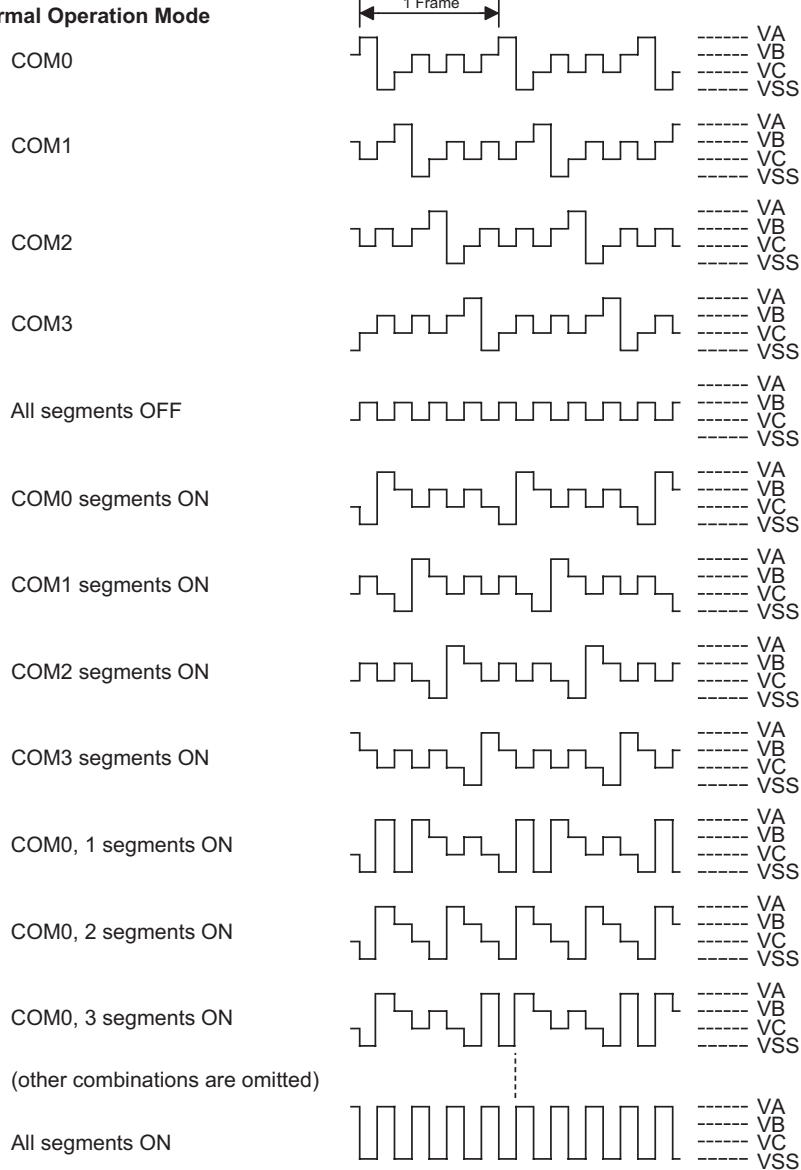 rmal Operation Mode
1 Frame
COM0
VA
VB
VC
VSS
COM1
VA
VB
VC
VSS
COM2
VA
VB
VC
VSS
COM3
VA
VB
VC
VSS
All segments OFF
VA
VB
VC
VSS
COM0 segments ON
VA
VB
VC
VSS
COM1 segments ON
VA
VB
VC
VSS
COM2 segments ON
VA
VB
VC
VSS
COM3 segments ON
VA
VB
VC
VSS
COM0, 1 segments ON
VA
VB
VC
VSS
COM0, 2 segments ON
VA
VB
VC
VSS
COM0, 3 segments ON
VA
VB
VC
VSS
(other combinations are omitted)
All segments ON
VA
VB
VC
VSS